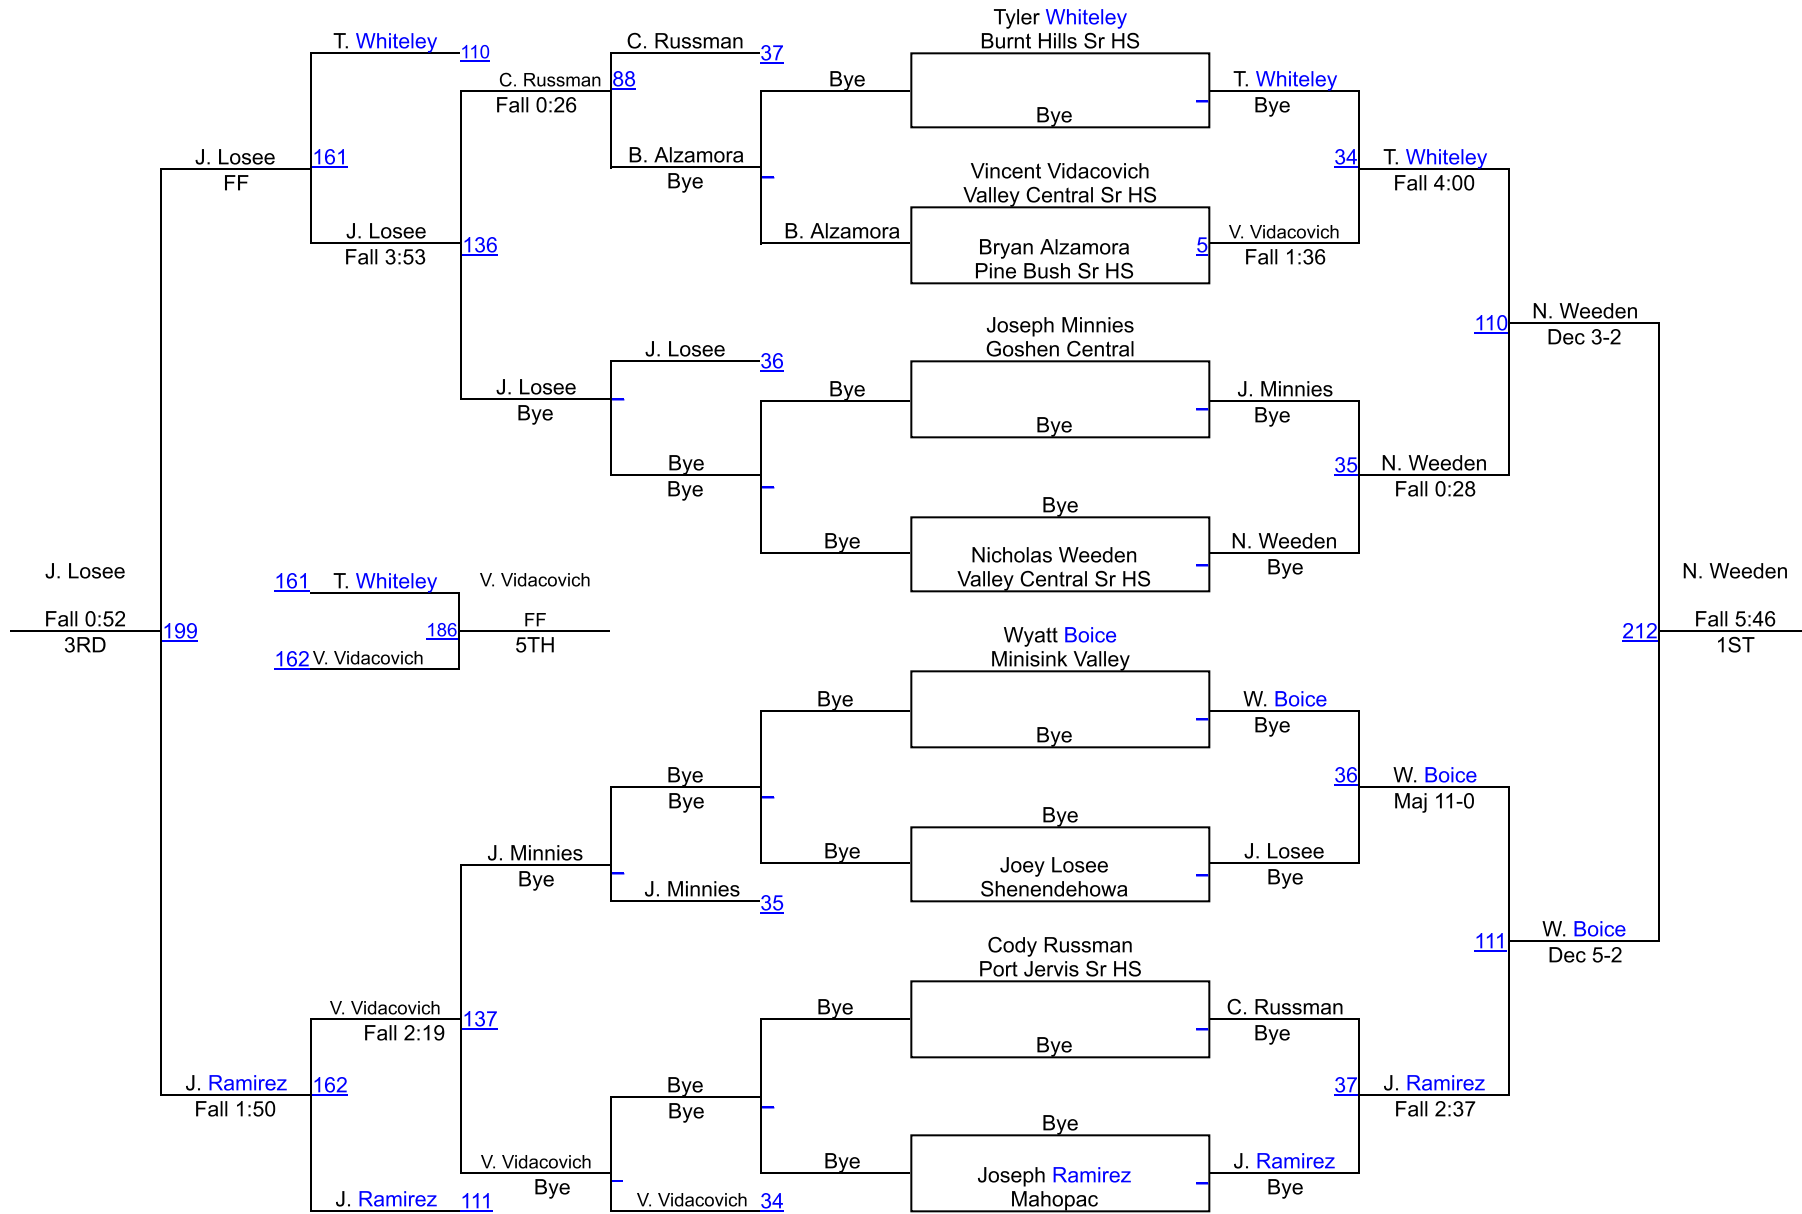 Tyler Whiteley
Burnt Hills Sr HS
T. Whiteley
110
C. Russman
37
C. Russman
88
Fall 0:26
Bye
Bye
T. Whiteley
Bye
J. Losee
161
FF
B. Alzamora
Bye
Vincent Vidacovich
Valley Central Sr HS
34
T. Whiteley
Fall 4:00
J. Losee
136
Fall 3:53
B. Alzamora
Bryan Alzamora
Pine Bush Sr HS
5
V. Vidacovich
Fall 1:36
Joseph Minnies
Goshen Central
110
N. Weeden
Dec 3-2
J. Losee
36
J. Losee
Bye
Bye
Bye
J. Minnies
Bye
Bye
Bye
35
N. Weeden
Fall 0:28
Bye
Bye
Nicholas Weeden
Valley Central Sr HS
N. Weeden
Bye
J. Losee
Fall 0:52
3RD
199
161
T. Whiteley
V. Vidacovich
186
FF
5TH
162
V. Vidacovich
N. Weeden
212
Fall 5:46
1ST
Wyatt Boice
Minisink Valley
Bye
Bye
W. Boice
Bye
Bye
Bye
36
W. Boice
Maj 11-0
Bye
Bye
Joey Losee
Shenendehowa
J. Losee
Bye
J. Minnies
Bye
J. Minnies
35
Cody Russman
Port Jervis Sr HS
111
W. Boice
Dec 5-2
V. Vidacovich
137
Fall 2:19
Bye
Bye
C. Russman
Bye
J. Ramirez
162
Fall 1:50
Bye
Bye
37
J. Ramirez
Fall 2:37
Bye
Bye
Joseph Ramirez
Mahopac
J. Ramirez
Bye
V. Vidacovich
Bye
J. Ramirez
111
V. Vidacovich
34